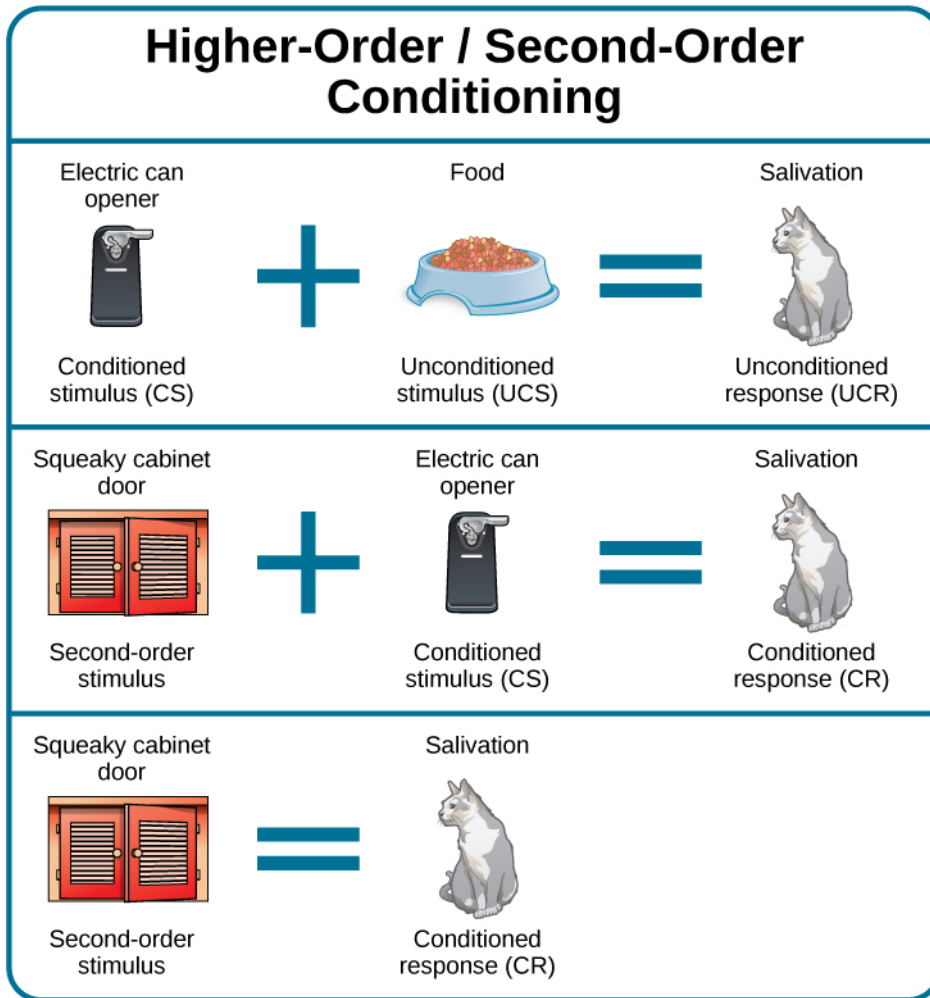 Higher-Order / Second-Order
Conditioning
Electric can
opener
Food
Salivation
Conditioned
stimulus (CS)
Unconditioned
stimulus (UCS)
Unconditioned
response (UCR)
Squeaky cabinet
door
Electric can
opener
Salivation
Second-order
stimulus
Conditioned
stimulus (CS)
Conditioned
response (CR)
Squeaky cabinet
door
Salivation
Second-order
stimulus
Conditioned
response (CR)